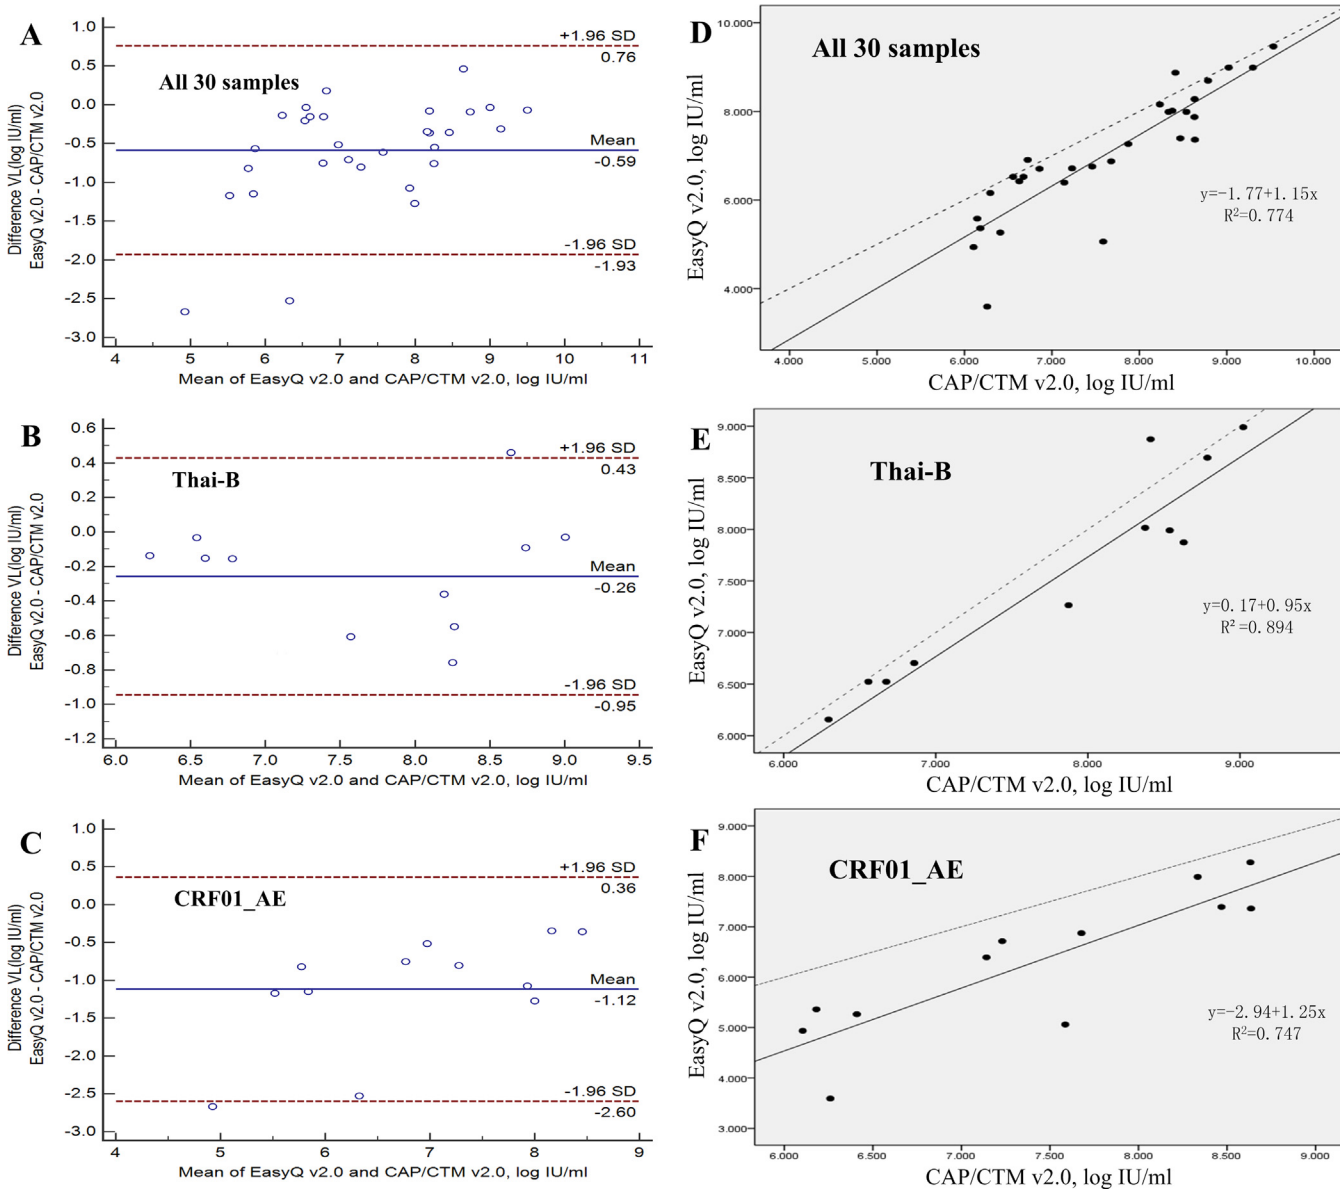 A
Difference VL(log IU/ml)
EasyQ v2.0 - CAP/CTM v2.0
1.0
0.5
0.0
-0.5
-1.0
-1.5
-2.0
-2.5
-3.0
All 30 samples
+1.96 SD
0.76
Mean
-0.59
-1.96 SD
-1.93
4 5 6 7 8 9 10 11
Mean of EasyQ v2.0 and CAP/CTM v2.0, log IU/ml
D
EasyQ v2.0, log IU/ml
10.000
8.000
6.000
4.000
All 30 samples
y=-1.77+1.15x
R²=0.774
4.000 5.000 6.000 7.000 8.000 9.000 10.000
CAP/CTM v2.0, log IU/ml
B
Difference VL(log IU/ml)
EasyQ v2.0 - CAP/CTM v2.0
0.6
0.4
0.2
0.0
-0.2
-0.4
-0.6
-0.8
-1.0
-1.2
Thai-B
+1.96 SD
0.43
Mean
-0.26
-1.96 SD
-0.95
6.0 6.5 7.0 7.5 8.0 8.5 9.0 9.5
Mean of EasyQ v2.0 and CAP/CTM v2.0, log IU/ml
E
EasyQ v2.0, log IU/ml
9.000
8.500
8.000
7.500
7.000
6.500
6.000
Thai-B
y=0.17+0.95x
R²=0.894
6.000 7.000 8.000 9.000
CAP/CTM v2.0, log IU/ml
C
Difference VL(log IU/ml)
EasyQ v2.0 - CAP/CTM v2.0
1.0
0.5
0.0
-0.5
-1.0
-1.5
-2.0
-2.5
-3.0
CRF01_AE
+1.96 SD
0.36
Mean
-1.12
-1.96 SD
-2.60
4 5 6 7 8 9
Mean of EasyQ v2.0 and CAP/CTM v2.0, log IU/ml
F
EasyQ v2.0, log IU/ml
9.000
8.000
7.000
6.000
5.000
4.000
3.000
CRF01_AE
y=-2.94+1.25x
R²=0.747
6.000 6.500 7.000 7.500 8.000 8.500 9.000
CAP/CTM v2.0, log IU/ml